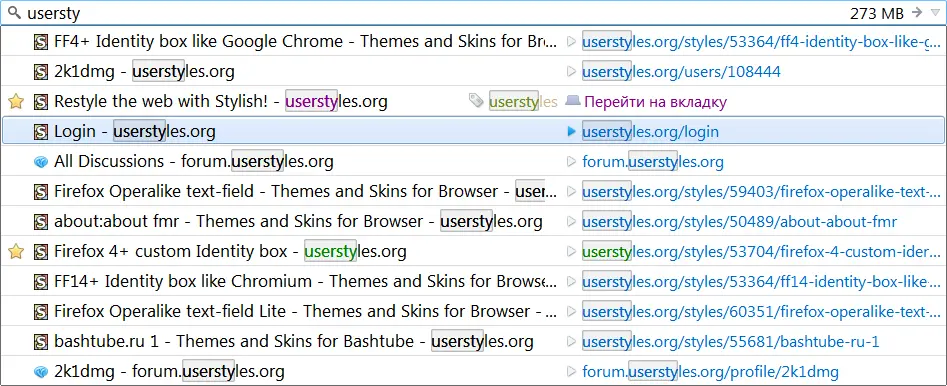 usersty 273 MB
FF4+ Identity box like Google Chrome - Themes and Skins for Br... userstyles.org/styles/53364/ff4-identity-box-like-g...
2k1dmg - userstyles.org userstyles.org/users/108444
Restyle the web with Stylish! - userstyles.org userstyles Перейти на вкладку
Login - userstyles.org userstyles.org/login
All Discussions - forum.userstyles.org forum.userstyles.org
Firefox Operalike text-field - Themes and Skins for Browser - user... userstyles.org/styles/59403/firefox-operalike-text-...
about:about fmr - Themes and Skins for Browser - userstyles.org userstyles.org/styles/50489/about-about-fmr
Firefox 4+ custom Identity box - userstyles.org userstyles.org/styles/53704/firefox-4-custom-ider...
FF14+ Identity box like Chromium - Themes and Skins for Browse... userstyles.org/styles/53364/ff14-identity-box-like...
Firefox Operalike text-field Lite - Themes and Skins for Browser - ... userstyles.org/styles/60351/firefox-operalike-text-...
bashtube.ru 1 - Themes and Skins for Bashtube - userstyles.org userstyles.org/styles/55681/bashtube-ru-1
2k1dmg - forum.userstyles.org forum.userstyles.org/profile/2k1dmg